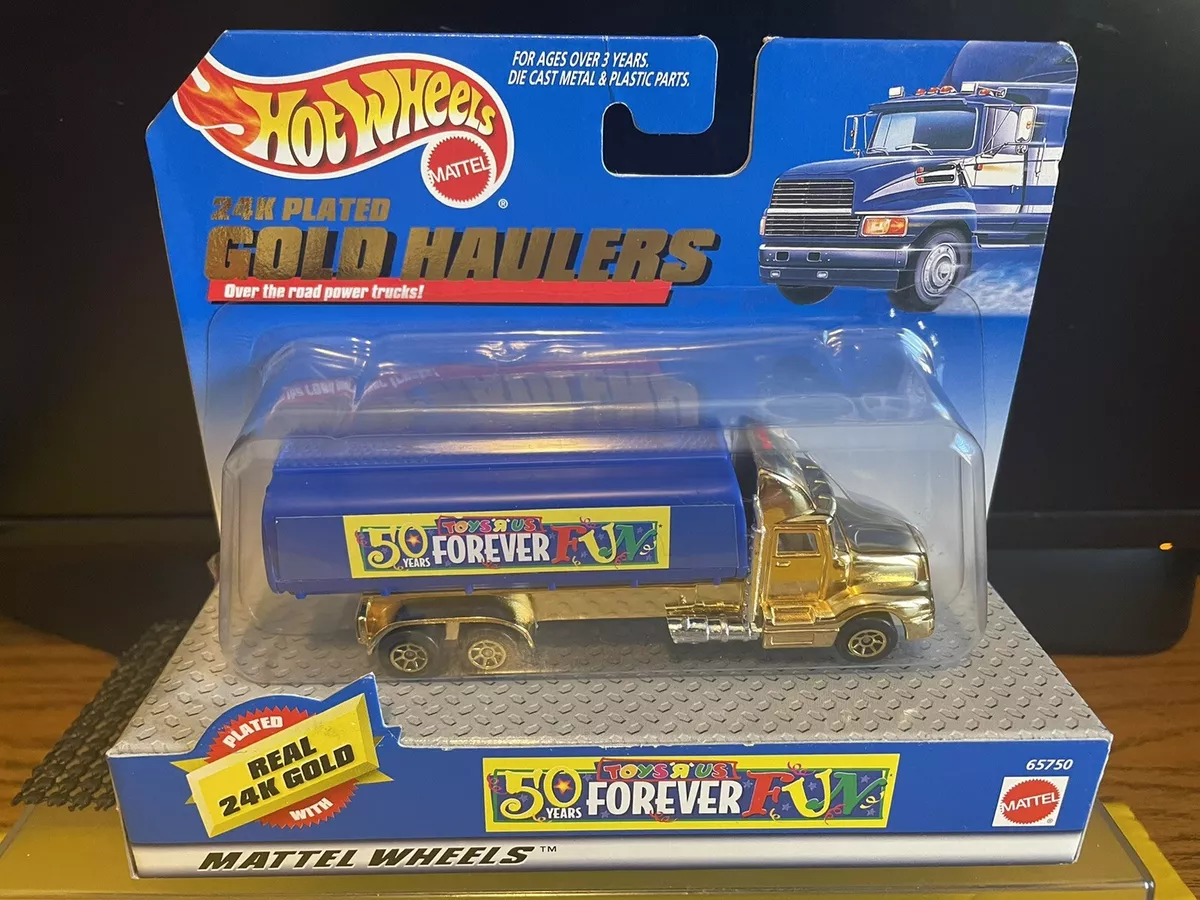 FOR AGES OVER 3 YEARS.
DIE CAST METAL & PLASTIC PARTS.
HOT WHEELS
MATTEL
®
24K PLATED
GOLD HAULERS
Over the road power trucks!
50 YEARS TOYS "R" US FOREVER FUN
PLATED
REAL
24K GOLD
WITH
50 YEARS TOYS "R" US FOREVER FUN
65750
MATTEL
®
MATTEL WHEELS™